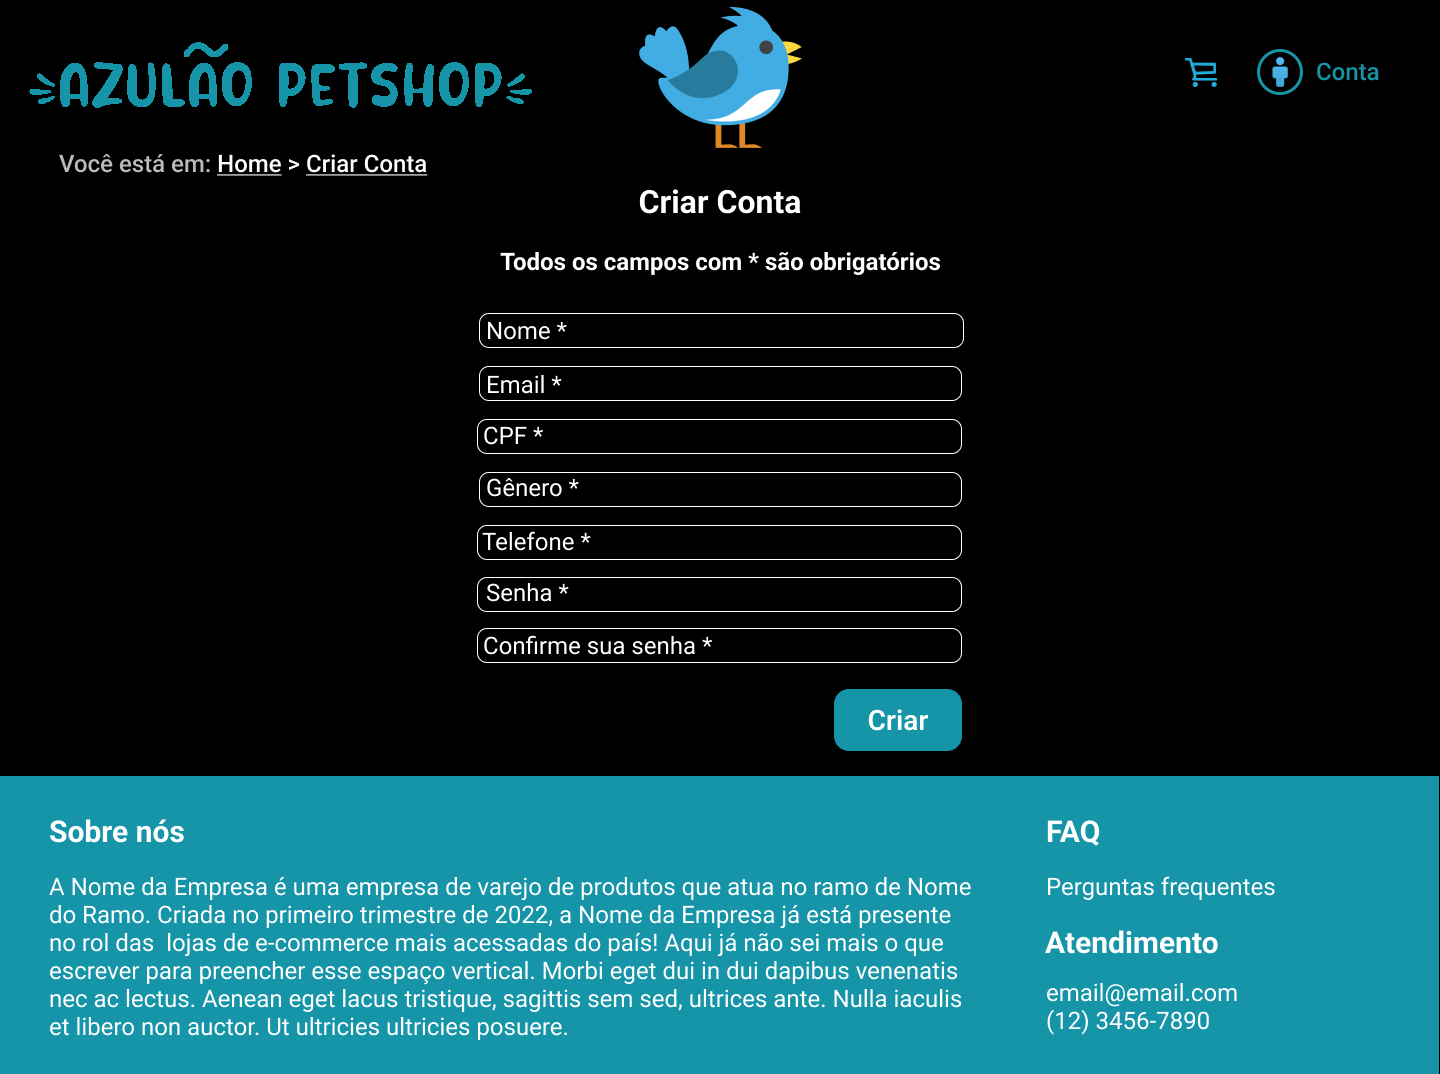 AZULÃO PETSHOP
Conta
Você está em: Home > Criar Conta
Criar Conta
Todos os campos com * são obrigatórios
Nome *
Email *
CPF *
Gênero *
Telefone *
Senha *
Confirme sua senha *
Criar
Sobre nós
A Nome da Empresa é uma empresa de varejo de produtos que atua no ramo de Nome
do Ramo. Criada no primeiro trimestre de 2022, a Nome da Empresa já está presente
no rol das  lojas de e-commerce mais acessadas do país! Aqui já não sei mais o que
escrever para preencher esse espaço vertical. Morbi eget dui in dui dapibus venenatis
nec ac lectus. Aenean eget lacus tristique, sagittis sem sed, ultrices ante. Nulla iaculis
et libero non auctor. Ut ultricies ultricies posuere.
FAQ
Perguntas frequentes
Atendimento
email@email.com
(12) 3456-7890